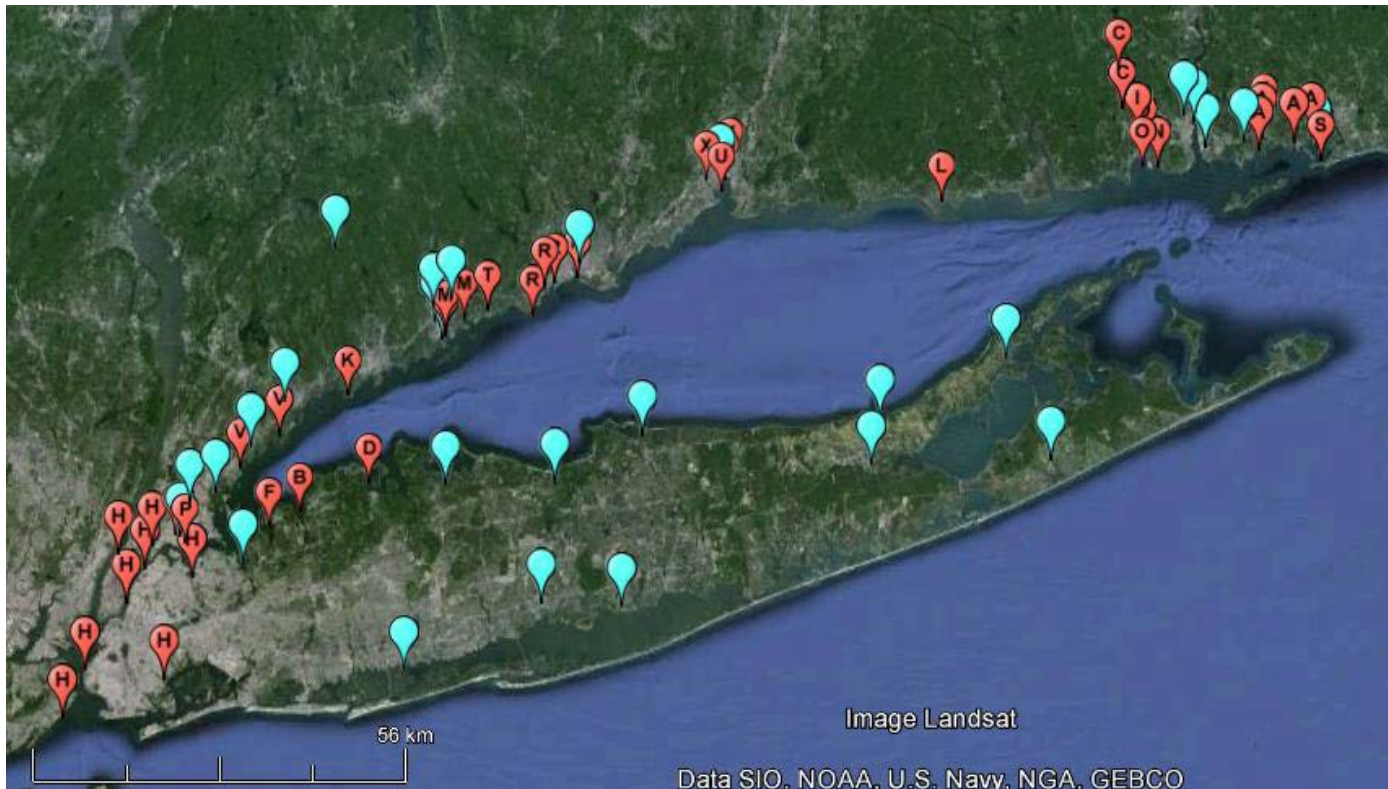 C
C
I
A
A
A
S
O
N
X
U
L
R
R
T
M
M
K
D
B
F
H
P
H
H
H
H
H
H
H
Image Landsat
56 km
Data SIO, NOAA, U.S. Navy, NGA, GEBCO